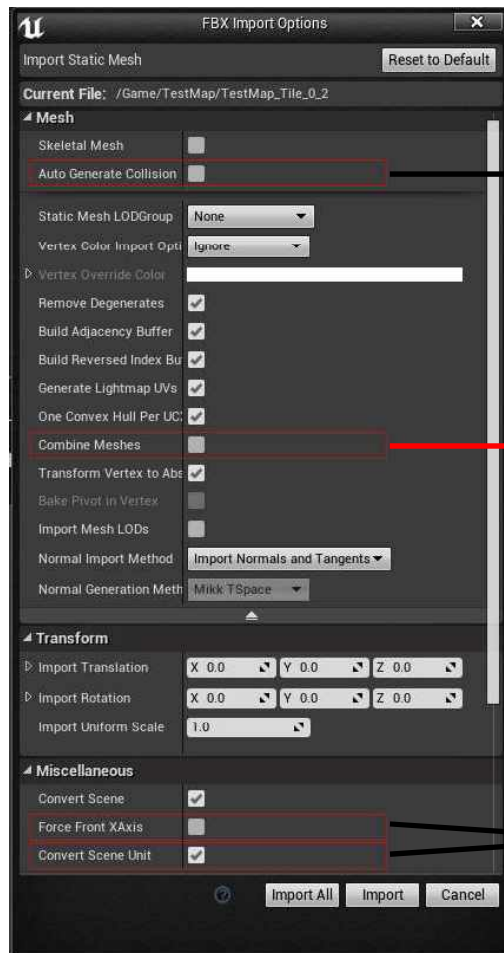 FBX Import Options
Import Static Mesh Reset to Default
Current File: /Game/TestMap/TestMap_Tile_0_2
Mesh
Skeletal Mesh
Auto Generate Collision
Static Mesh LODGroup None
Vertex Color Import Opti Ignore
Vertex Override Color
Remove Degenerates
Build Adjacency Buffer
Build Reversed Index Bu
Generate Lightmap UVs
One Convex Hull Per UC
Combine Meshes
Transform Vertex to Abs
Bake Pivot in Vertex
Import Mesh LODs
Normal Import Method Import Normals and Tangents
Normal Generation Meth Mikk TSpace
Transform
Import Translation X 0.0 Y 0.0 Z 0.0
Import Rotation X 0.0 Y 0.0 Z 0.0
Import Uniform Scale 1.0
Miscellaneous
Convert Scene
Force Front XAxis
Convert Scene Unit
Import All Import Cancel